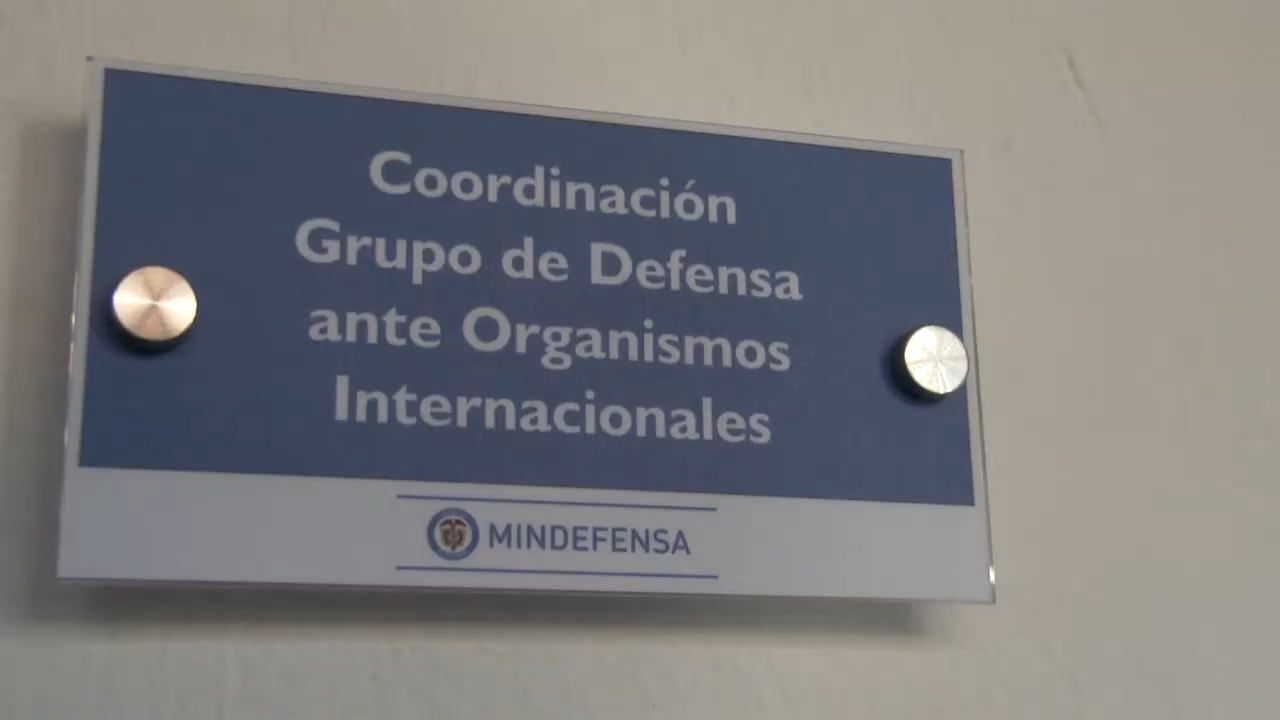 Coordinación
Grupo de Defensa
ante Organismos
Internacionales
MINDEFENSA